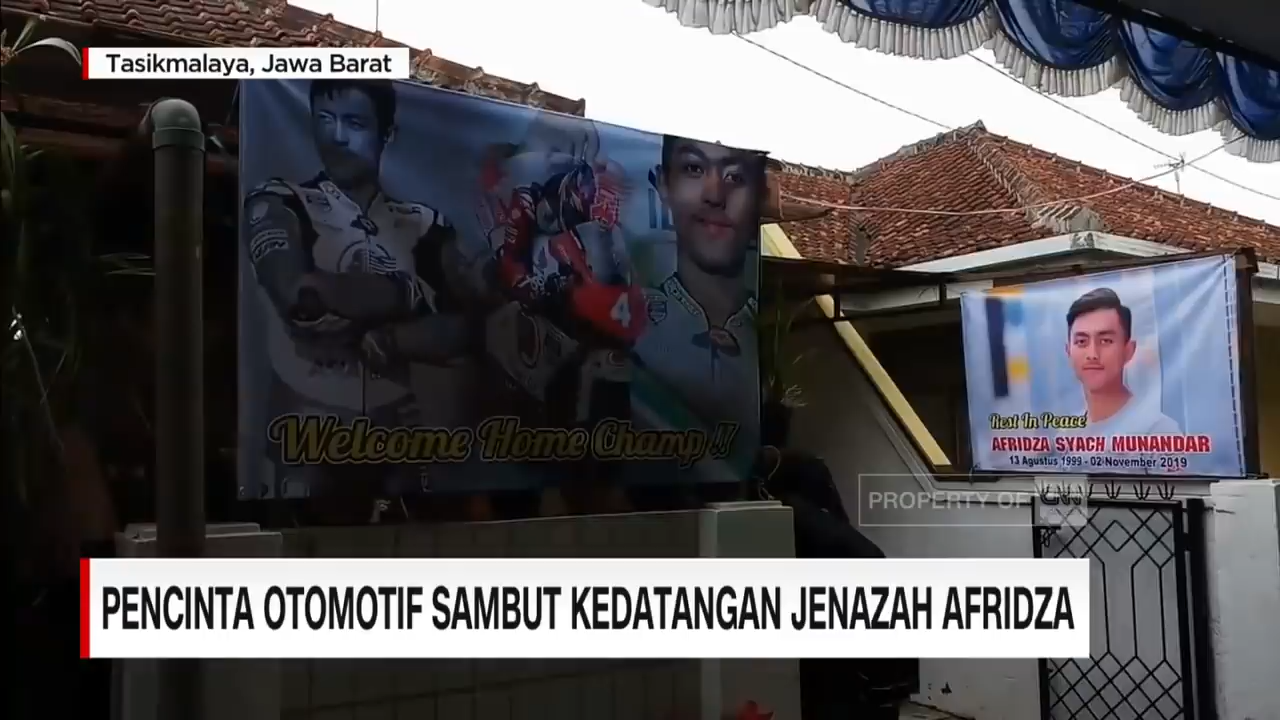 Tasikmalaya, Jawa Barat
4
Welcome Home Champ !!
Rest In Peace
AFRIDZA SYACH MUNANDAR
13 Agustus 1999 - 02 November 2019
PROPERTY OF CNN
PENCINTA OTOMOTIF SAMBUT KEDATANGAN JENAZAH AFRIDZA